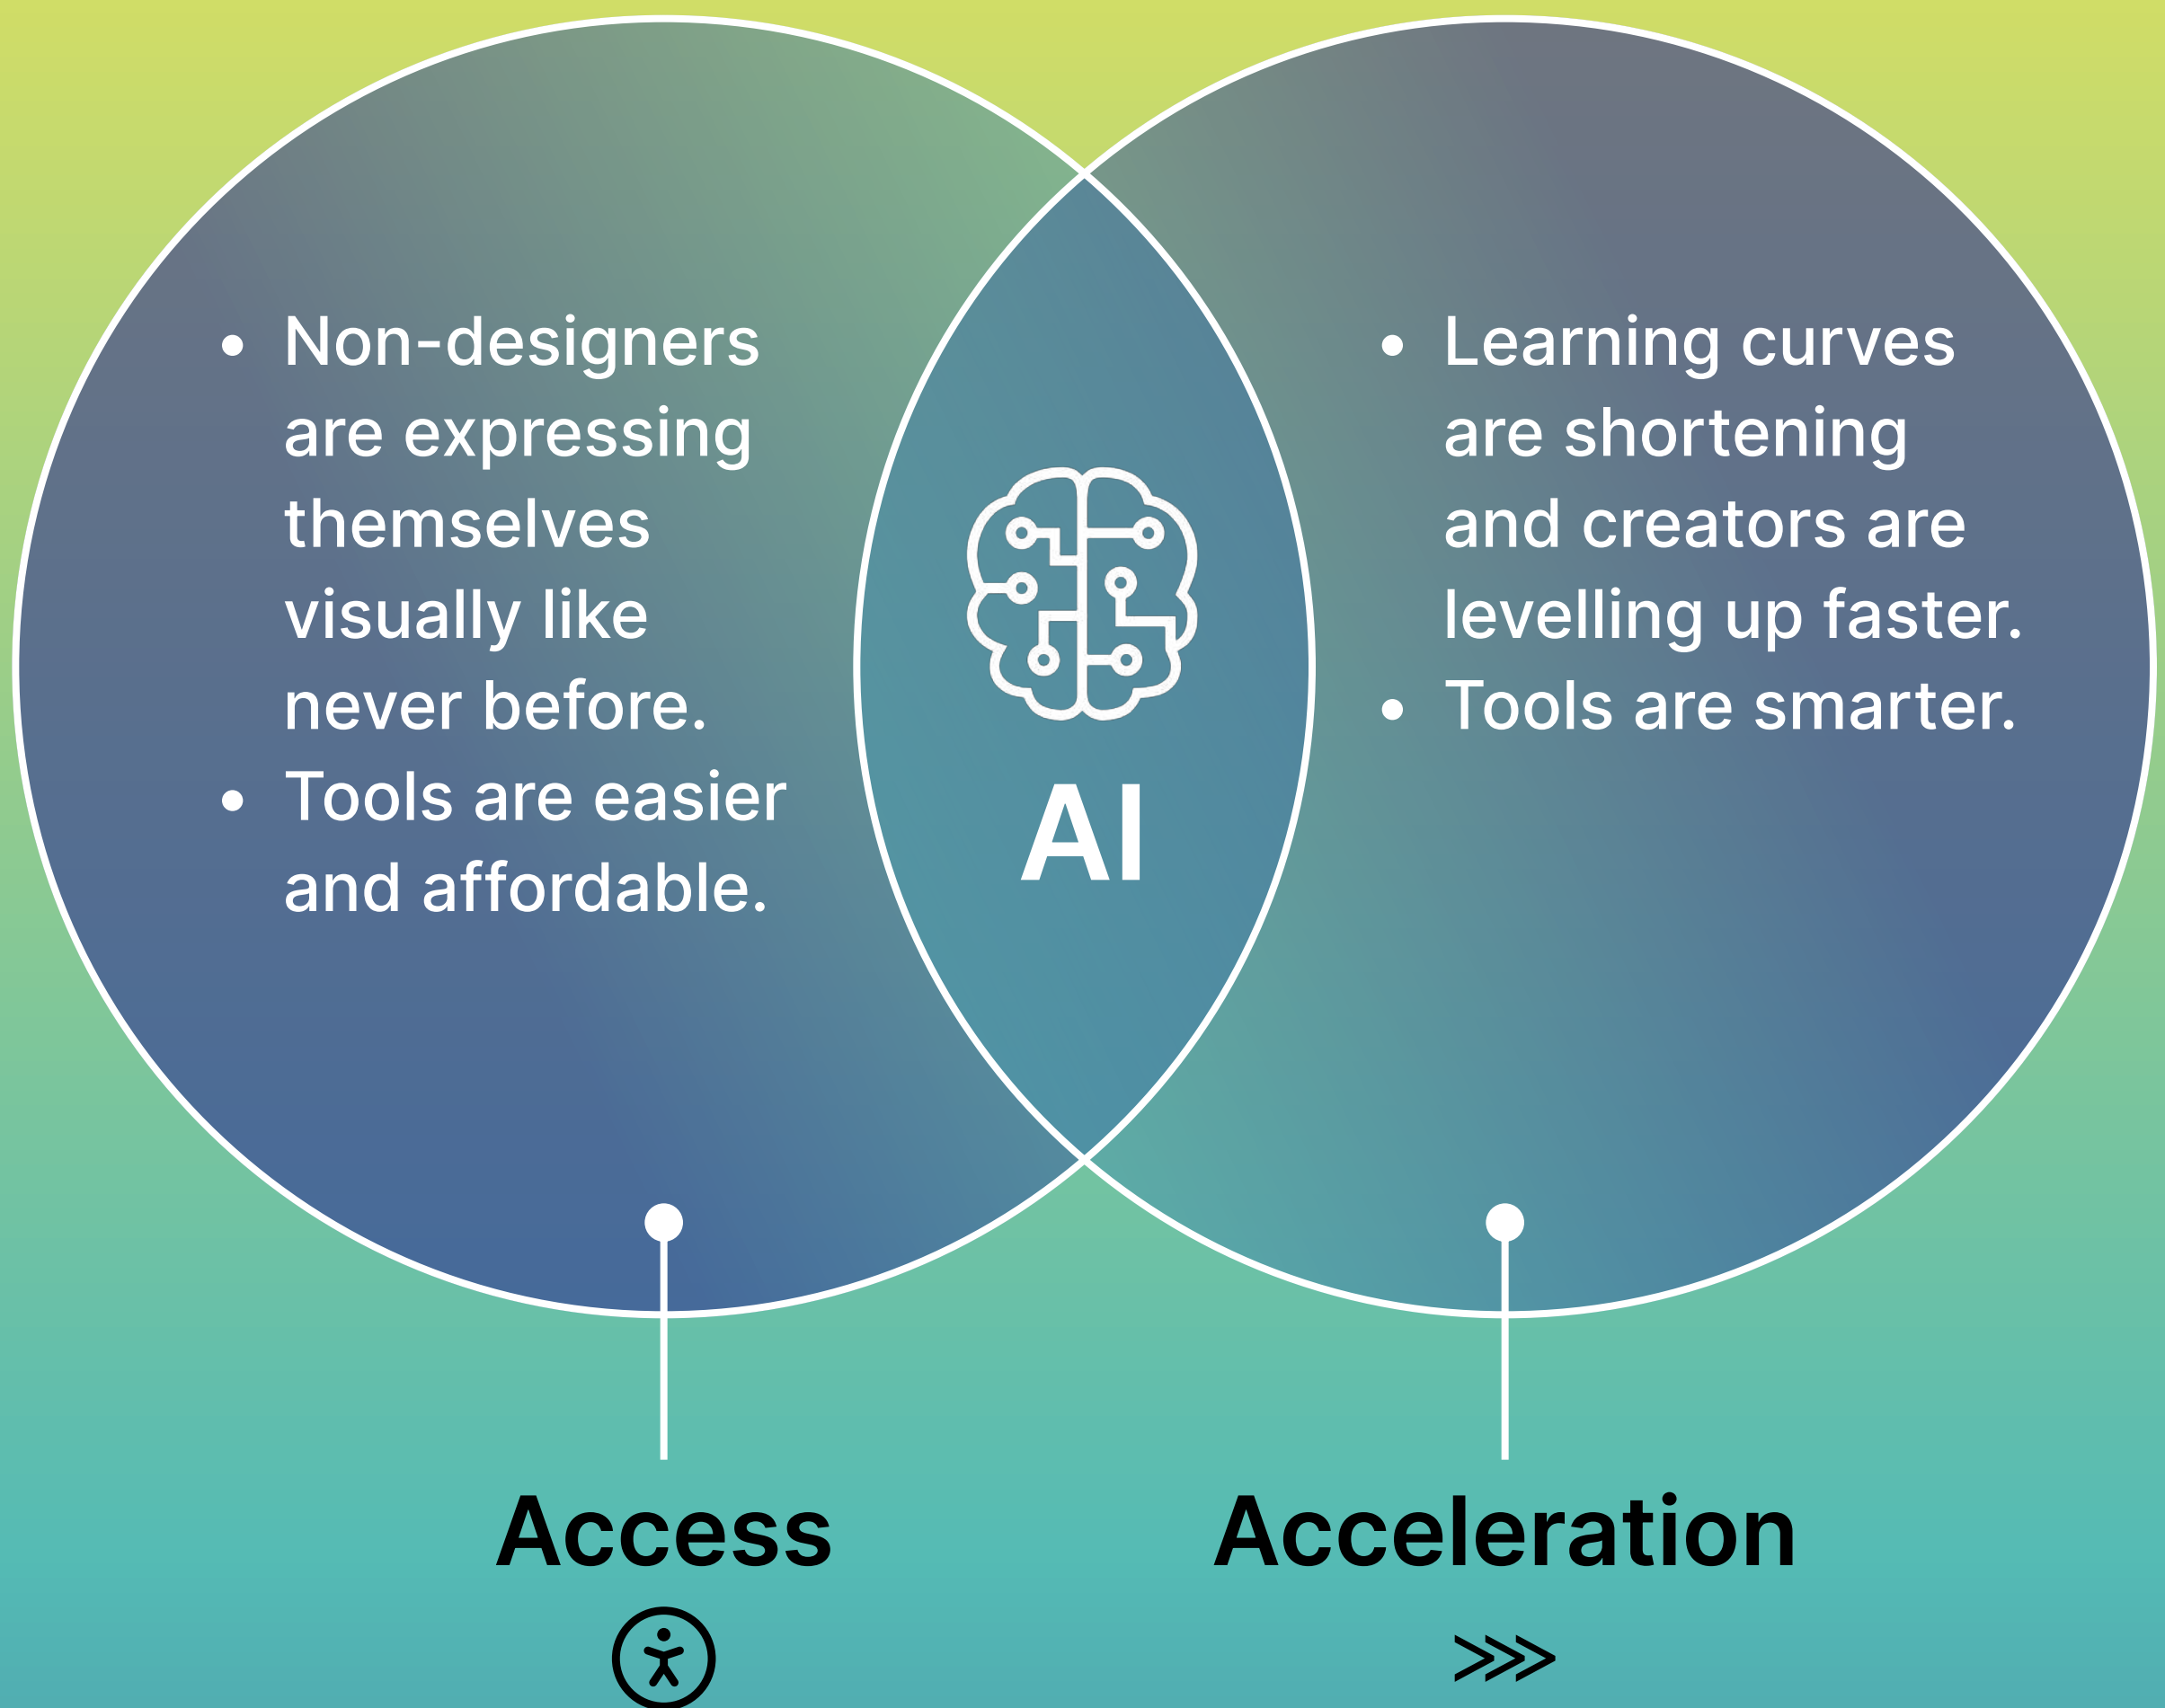 • Non-designers
are expressing
themselves
visually like
never before.
• Tools are easier
and affordable.
AI
• Learning curves
are shortening
and creators are
levelling up faster.
• Tools are smarter.
Access
Acceleration
>>>